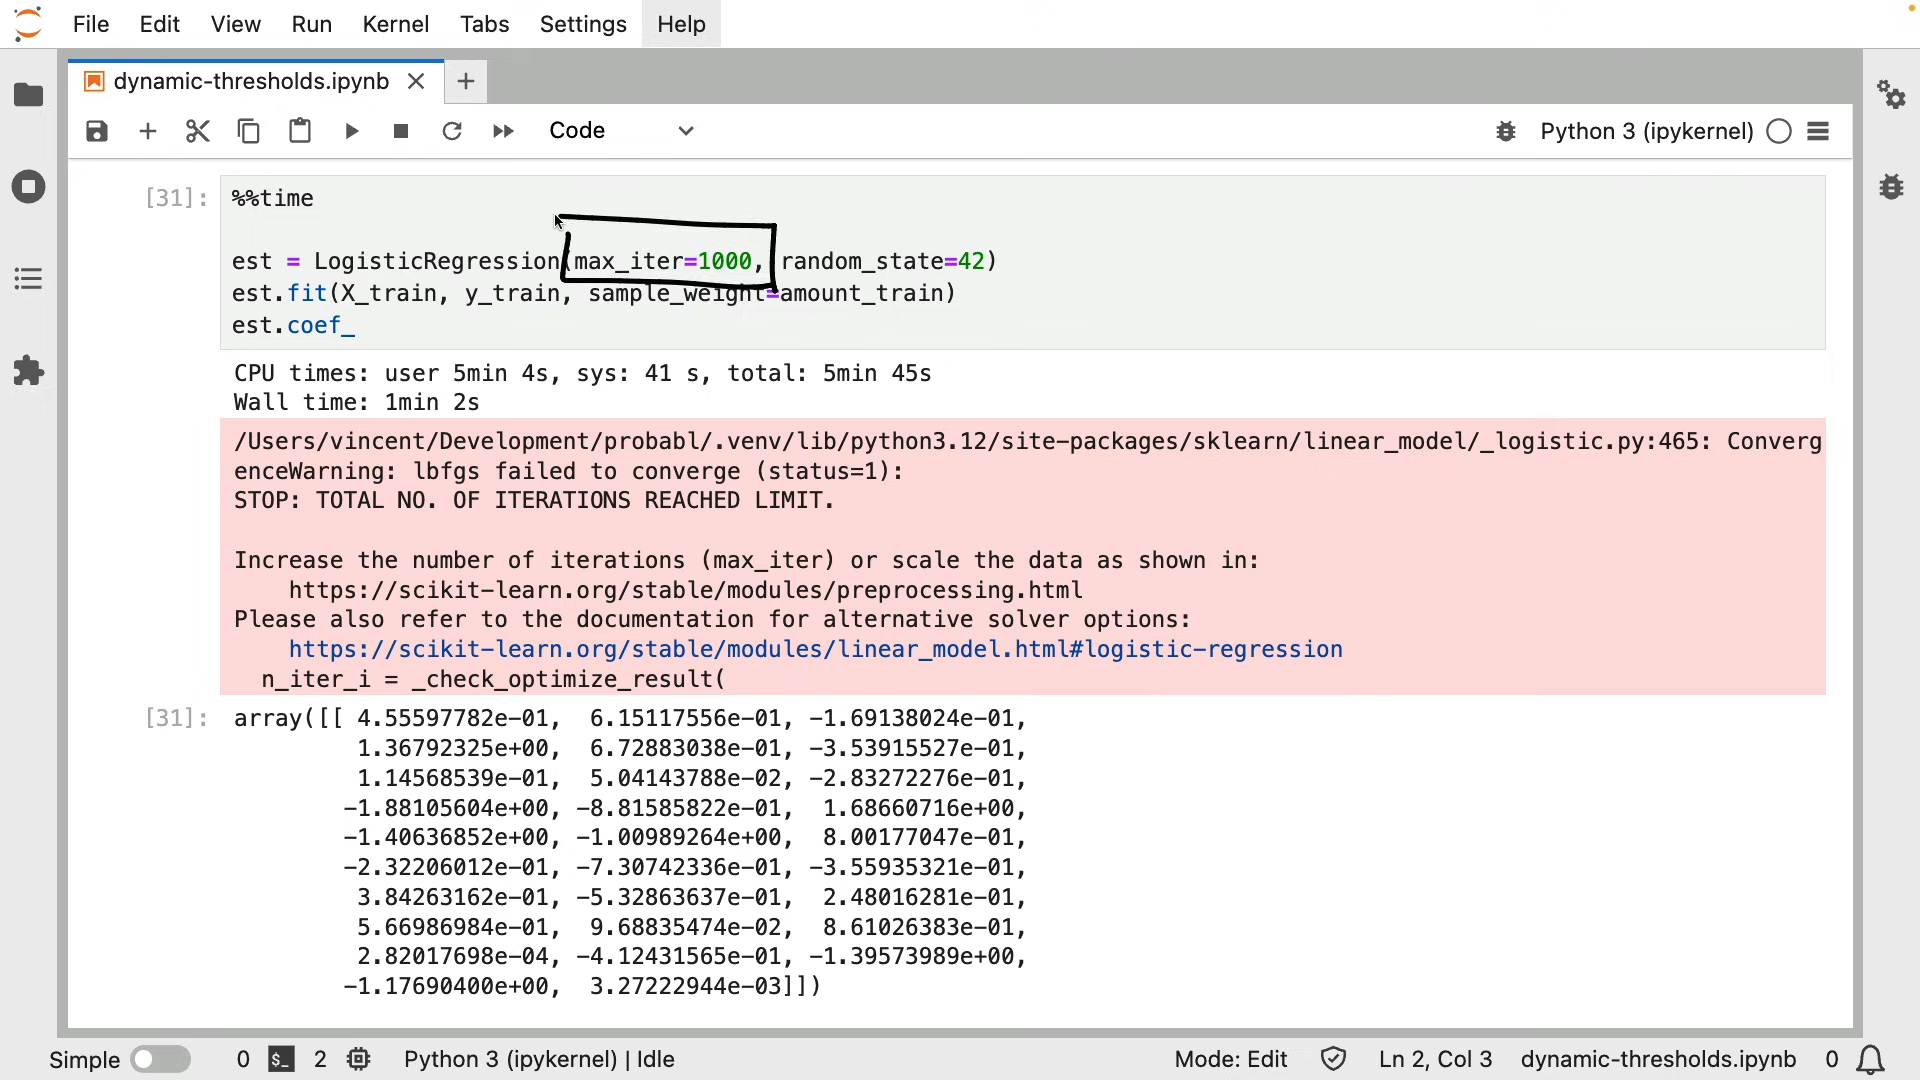 File Edit View Run Kernel Tabs Settings Help
dynamic-thresholds.ipynb
Code
Python 3 (ipykernel)
[31]: %%time
est = LogisticRegression(max_iter=1000, random_state=42)
est.fit(X_train, y_train, sample_weight=amount_train)
est.coef_
CPU times: user 5min 4s, sys: 41 s, total: 5min 45s
Wall time: 1min 2s
/Users/vincent/Development/probabl/.venv/lib/python3.12/site-packages/sklearn/linear_model/_logistic.py:465: Converg
enceWarning: lbfgs failed to converge (status=1):
STOP: TOTAL NO. OF ITERATIONS REACHED LIMIT.
Increase the number of iterations (max_iter) or scale the data as shown in:
https://scikit-learn.org/stable/modules/preprocessing.html
Please also refer to the documentation for alternative solver options:
https://scikit-learn.org/stable/modules/linear_model.html#logistic-regression
n_iter_i = _check_optimize_result(
[31]: array([[ 4.55597782e-01, 6.15117556e-01, -1.69138024e-01,
1.36792325e+00, 6.72883038e-01, -3.53915527e-01,
1.14568539e-01, 5.04143788e-02, -2.83272276e-01,
-1.88105604e+00, -8.81585822e-01, 1.68660716e+00,
-1.40636852e+00, -1.00989264e+00, 8.00177047e-01,
-2.32206012e-01, -7.30742336e-01, -3.55935321e-01,
3.84263162e-01, -5.32863637e-01, 2.48016281e-01,
5.66986984e-01, 9.68835474e-02, 8.61026383e-01,
2.82017698e-04, -4.12431565e-01, -1.39573989e+00,
-1.17690400e+00, 3.27222944e-03]])
Simple 0 $_ 2 Python 3 (ipykernel) | Idle Mode: Edit Ln 2, Col 3 dynamic-thresholds.ipynb 0